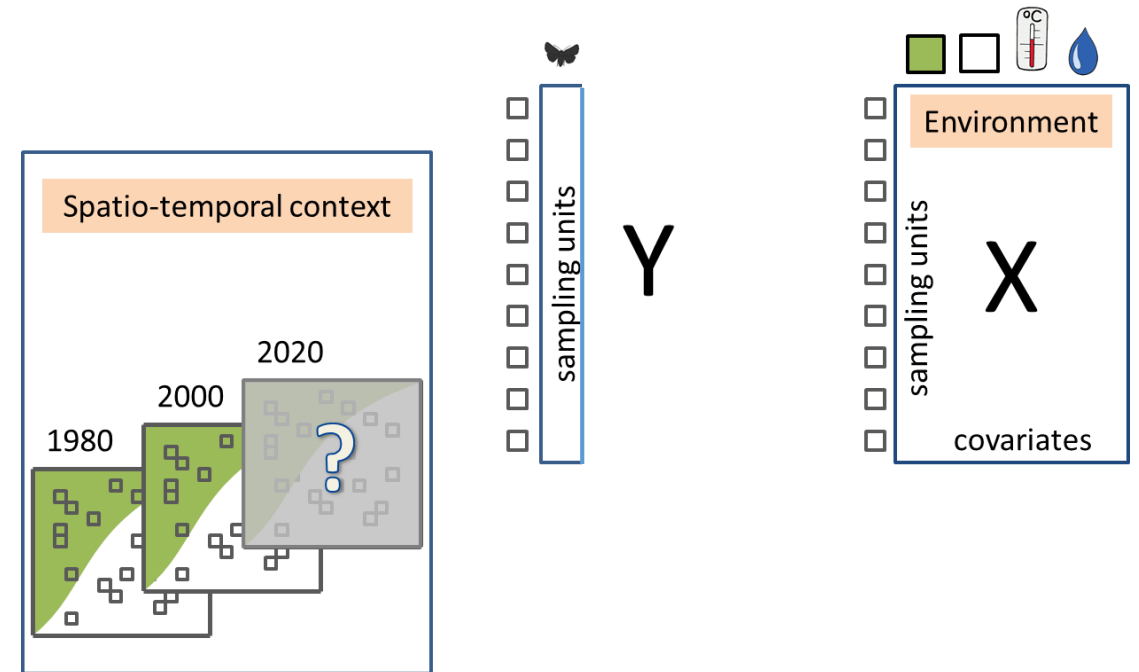 Spatio-temporal context
1980
2000
2020
?
sampling units
Y
°C
Environment
sampling units
X
covariates